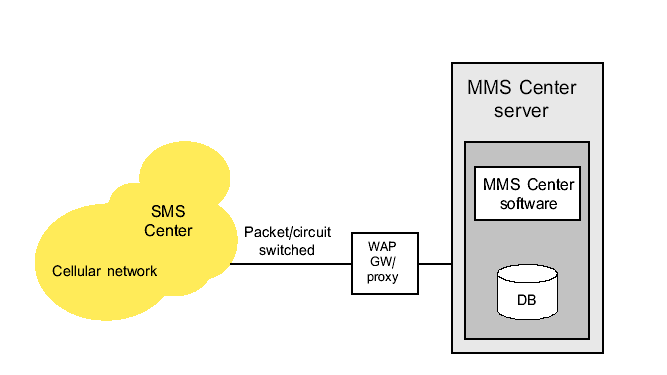 MMS Center
server
MMS Center
software
SMS
Center
Packet/circuit
switched
WAP
GW/
proxy
Cellular network
DB